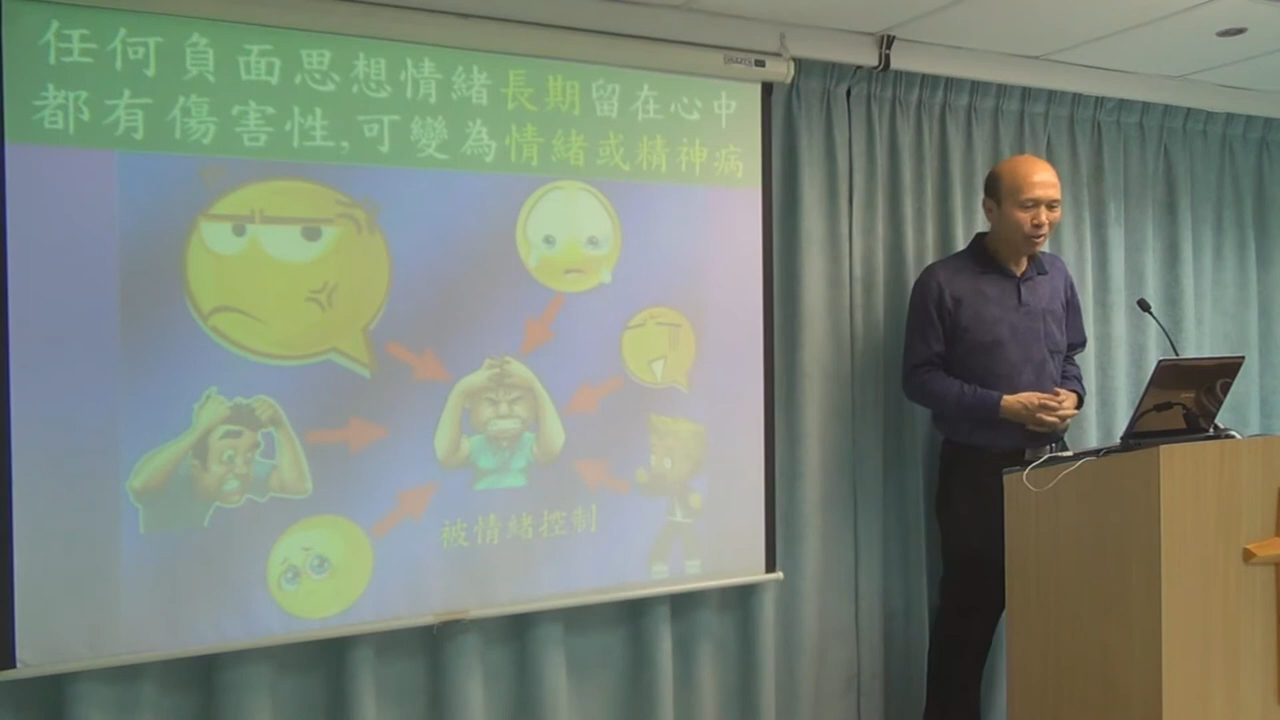 任何負面思想情緒長期留在心中
都有傷害性,可變為情緒或精神病
被情緒控制